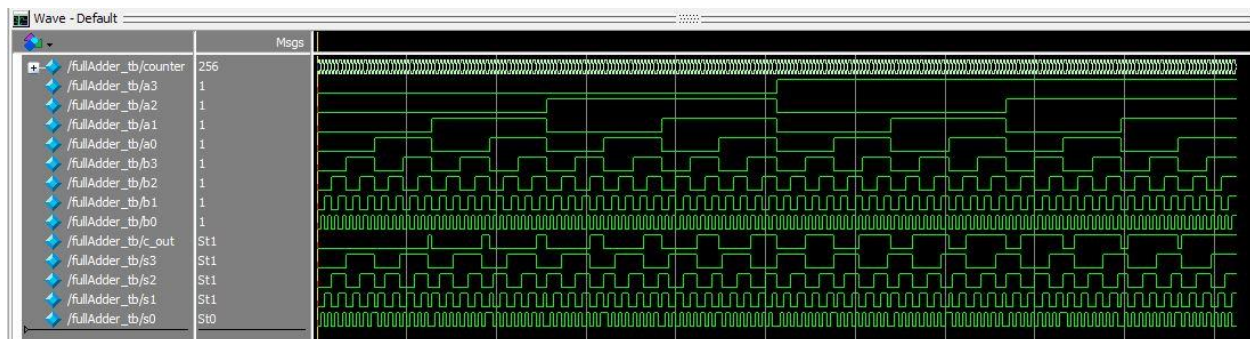 Wave - Default
Msgs
/fullAdder_tb/counter 256
/fullAdder_tb/a3 1
/fullAdder_tb/a2 1
/fullAdder_tb/a1 1
/fullAdder_tb/a0 1
/fullAdder_tb/b3 1
/fullAdder_tb/b2 1
/fullAdder_tb/b1 1
/fullAdder_tb/b0 1
/fullAdder_tb/c_out St1
/fullAdder_tb/s3 St1
/fullAdder_tb/s2 St1
/fullAdder_tb/s1 St1
/fullAdder_tb/s0 St0